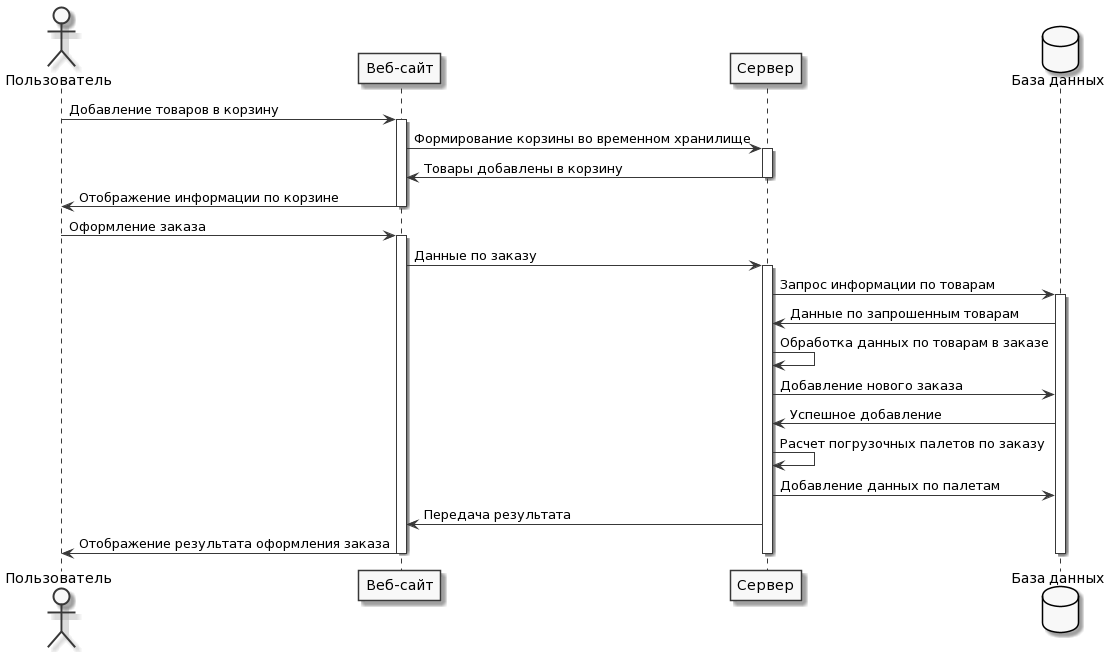 Пользователь
Веб-сайт
Сервер
База данных
Добавление товаров в корзину
Формирование корзины во временном хранилище
Товары добавлены в корзину
Отображение информации по корзине
Оформление заказа
Данные по заказу
Запрос информации по товарам
Данные по запрошенным товарам
Обработка данных по товарам в заказе
Добавление нового заказа
Успешное добавление
Расчет погрузочных палетов по заказу
Добавление данных по палетам
Передача результата
Отображение результата оформления заказа
Пользователь
Веб-сайт
Сервер
База данных